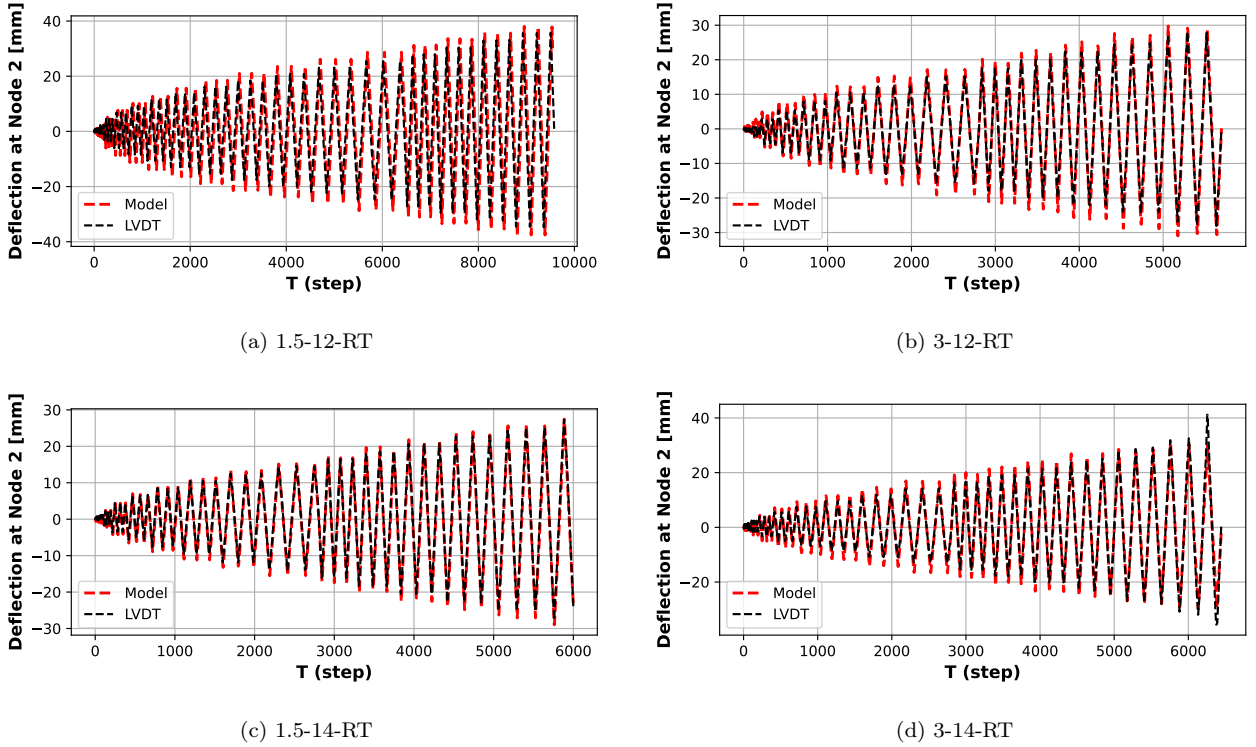 Deflection at Node 2 [mm]
40
20
0
−20
−40
Model
LVDT
0 2000 4000 6000 8000 10000
T (step)
(a) 1.5-12-RT
Deflection at Node 2 [mm]
30
20
10
0
−10
−20
−30
Model
LVDT
0 1000 2000 3000 4000 5000
T (step)
(b) 3-12-RT
Deflection at Node 2 [mm]
30
20
10
0
−10
−20
−30
Model
LVDT
0 1000 2000 3000 4000 5000 6000
T (step)
(c) 1.5-14-RT
Deflection at Node 2 [mm]
40
20
0
−20
Model
LVDT
0 1000 2000 3000 4000 5000 6000
T (step)
(d) 3-14-RT